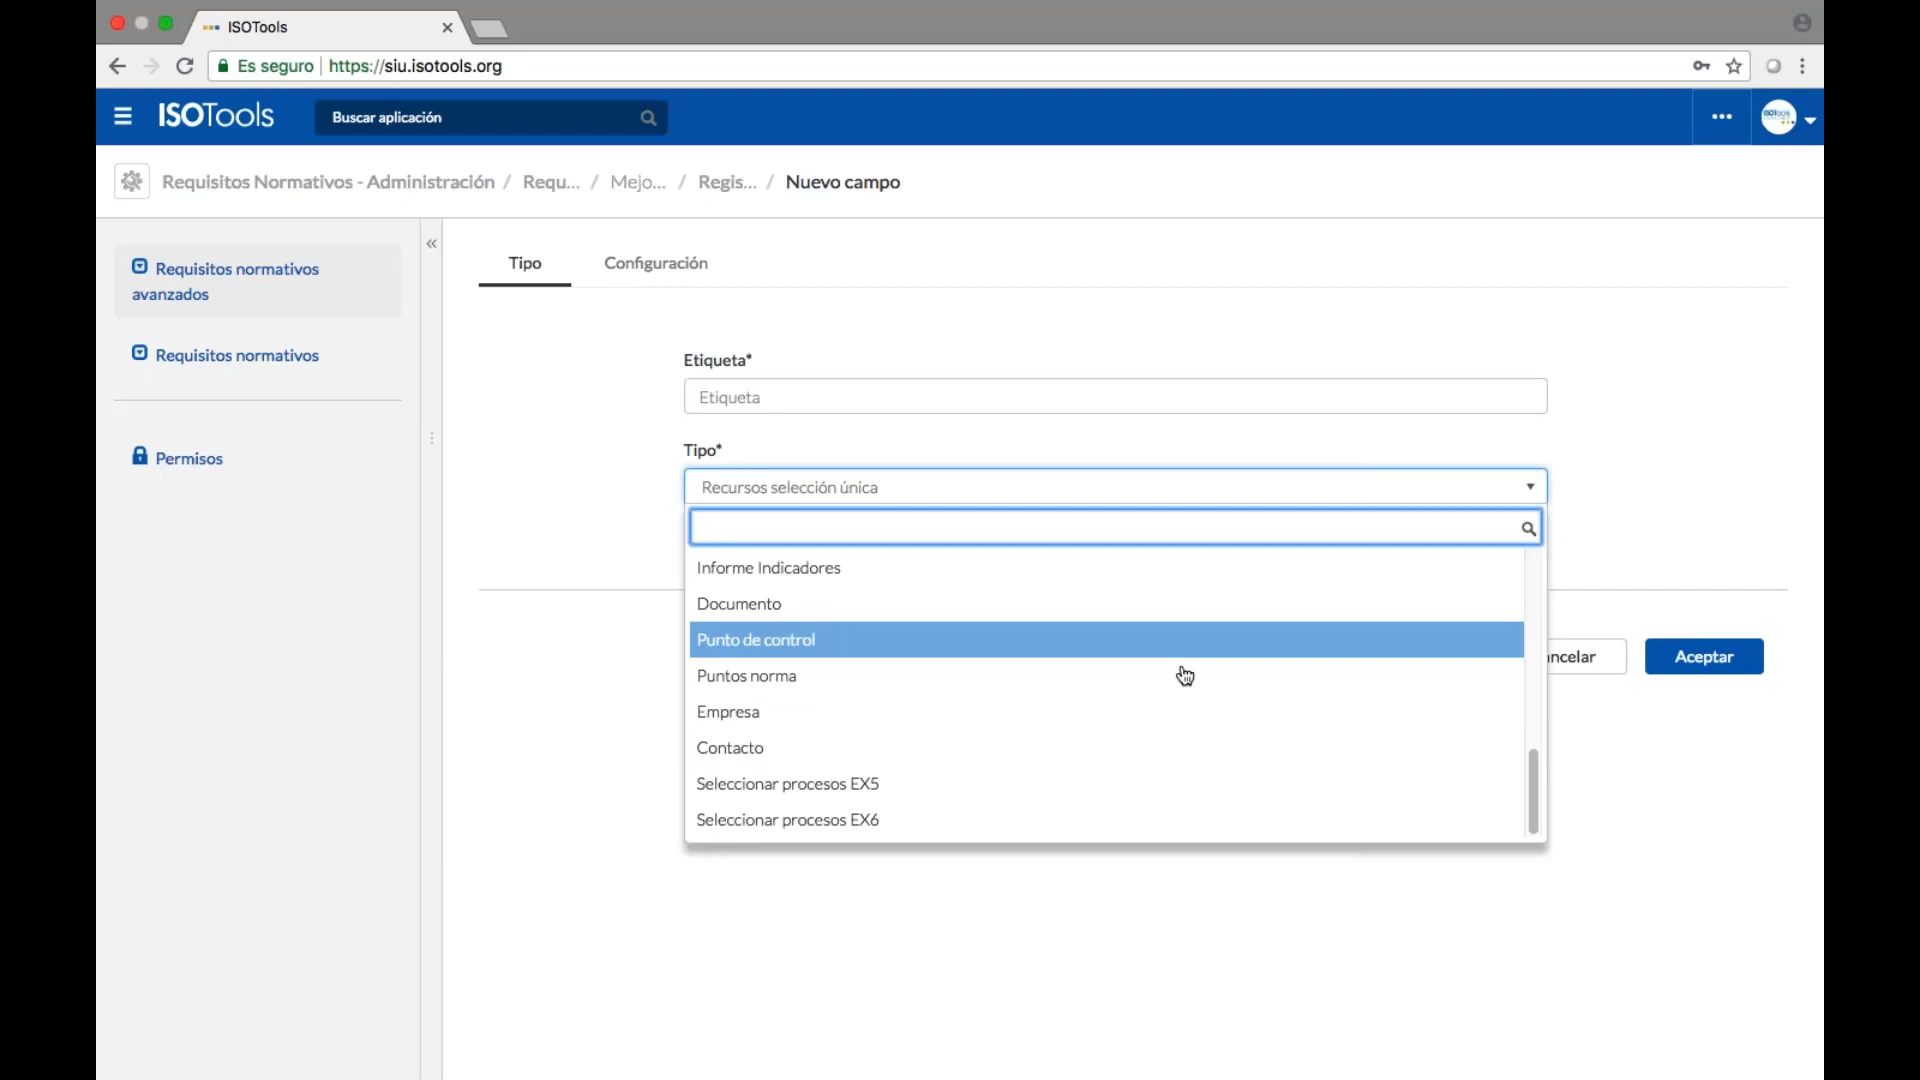 ISOTools
Es seguro https://siu.isotools.org
ISOTools
Buscar aplicación
Requisitos Normativos - Administración / Requ... / Mejo... / Regis... / Nuevo campo
Requisitos normativos
avanzados
Requisitos normativos
Permisos
Tipo
Configuración
Etiqueta*
Etiqueta
Tipo*
Recursos selección única
Informe Indicadores
Documento
Punto de control
Puntos norma
Empresa
Contacto
Seleccionar procesos EX5
Seleccionar procesos EX6
ncelar
Aceptar